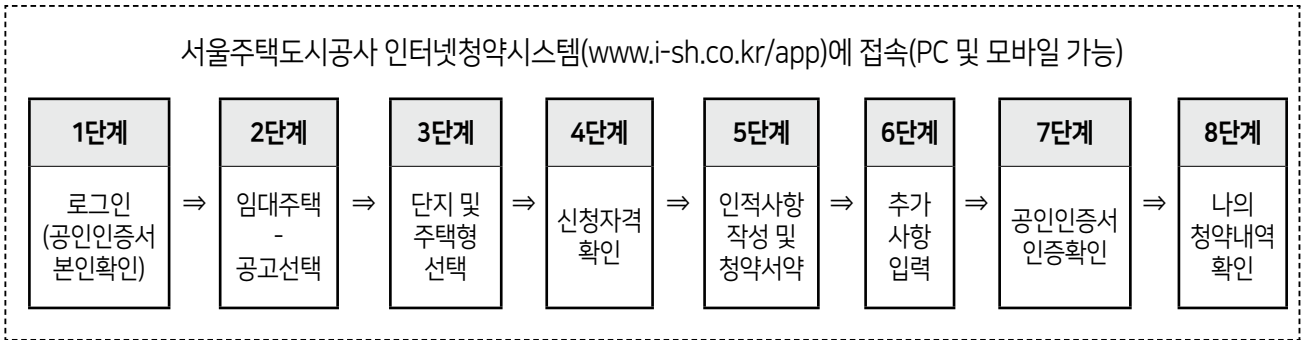 서울주택도시공사 인터넷청약시스템(www.i-sh.co.kr/app)에 접속(PC 및 모바일 가능)
1단계
로그인
(공인인증서
본인확인)
⇒
2단계
임대주택
-
공고선택
⇒
3단계
단지 및
주택형
선택
⇒
4단계
신청자격
확인
⇒
5단계
인적사항
작성 및
청약서약
⇒
6단계
추가
사항
입력
⇒
7단계
공인인증서
인증확인
⇒
8단계
나의
청약내역
확인